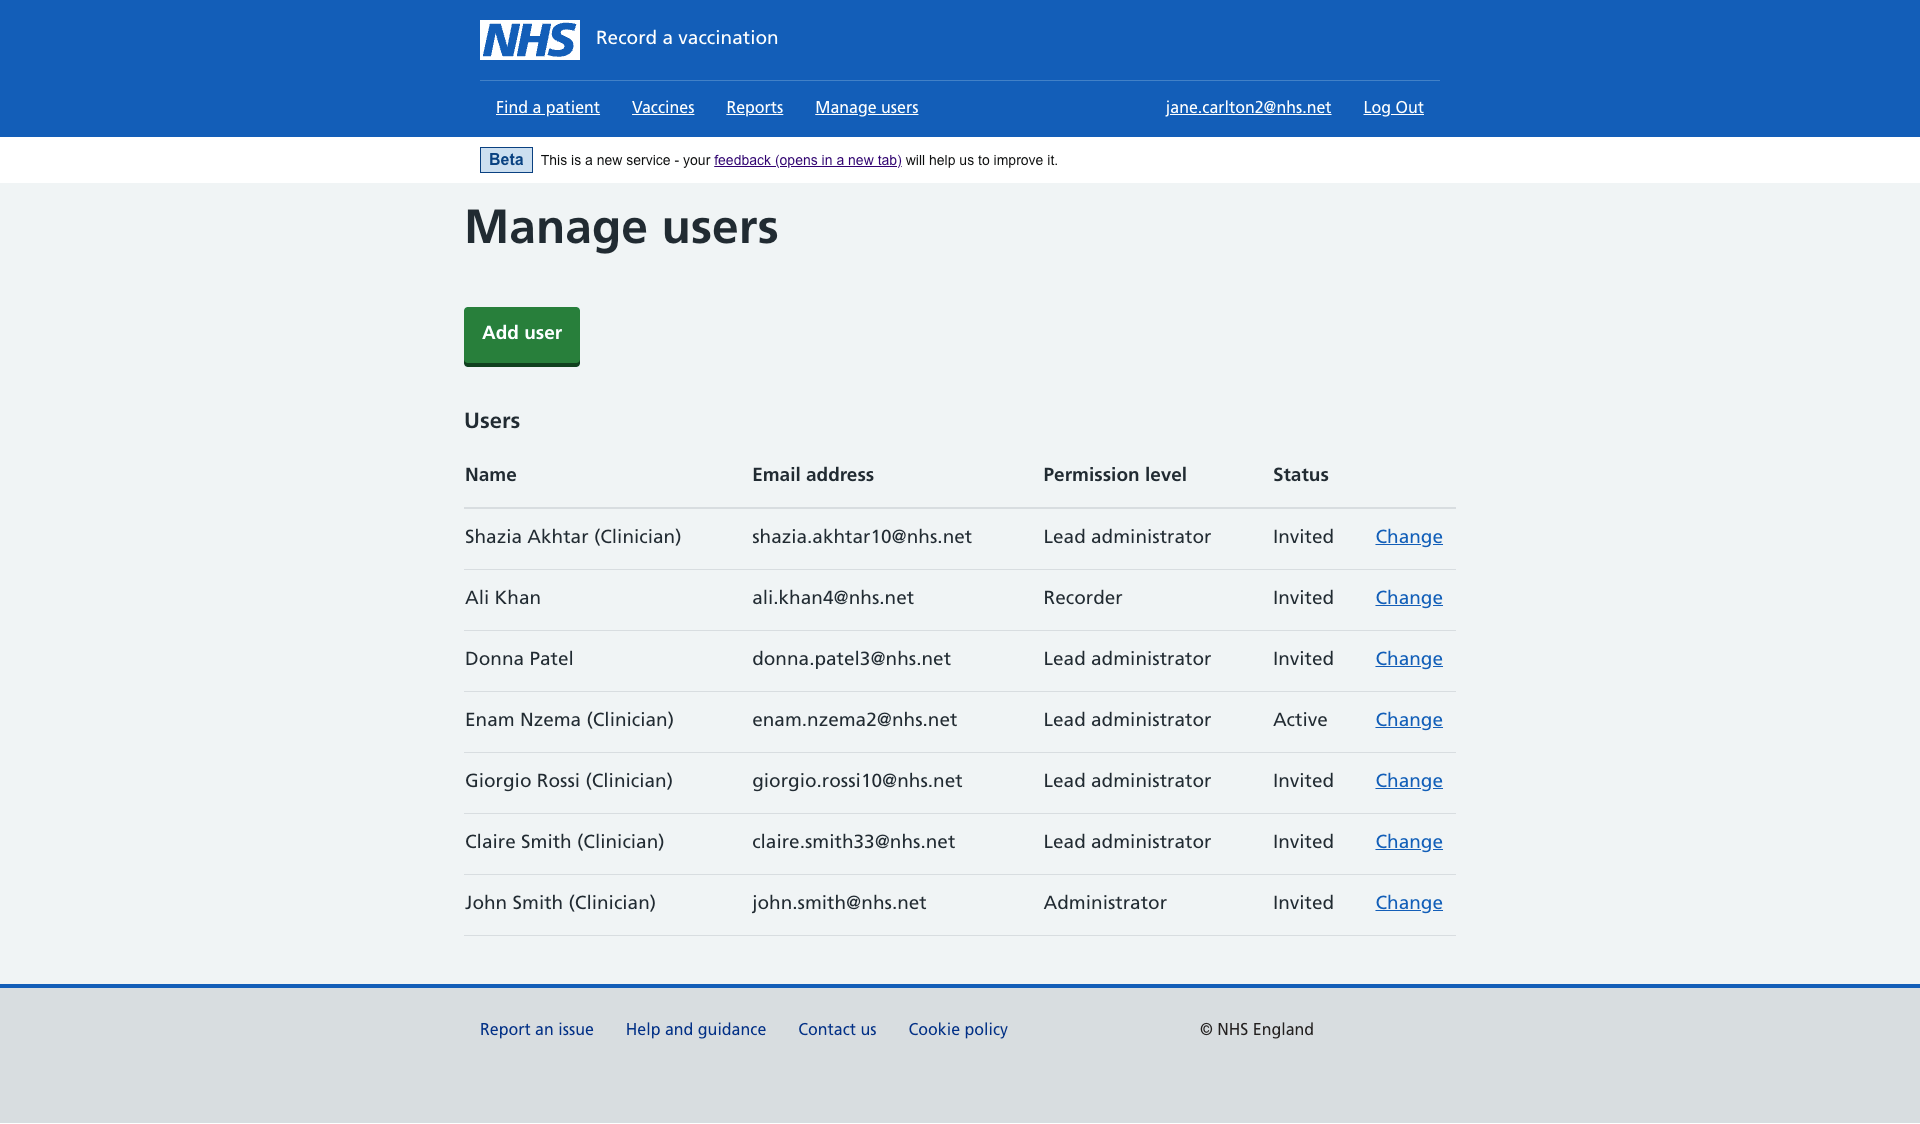 NHS Record a vaccination
Find a patient Vaccines Reports Manage users jane.carlton2@nhs.net Log Out
Beta This is a new service - your feedback (opens in a new tab) will help us to improve it.
Manage users
Add user
Users
Name Email address Permission level Status
Shazia Akhtar (Clinician) shazia.akhtar10@nhs.net Lead administrator Invited Change
Ali Khan ali.khan4@nhs.net Recorder Invited Change
Donna Patel donna.patel3@nhs.net Lead administrator Invited Change
Enam Nzema (Clinician) enam.nzema2@nhs.net Lead administrator Active Change
Giorgio Rossi (Clinician) giorgio.rossi10@nhs.net Lead administrator Invited Change
Claire Smith (Clinician) claire.smith33@nhs.net Lead administrator Invited Change
John Smith (Clinician) john.smith@nhs.net Administrator Invited Change
Report an issue Help and guidance Contact us Cookie policy © NHS England